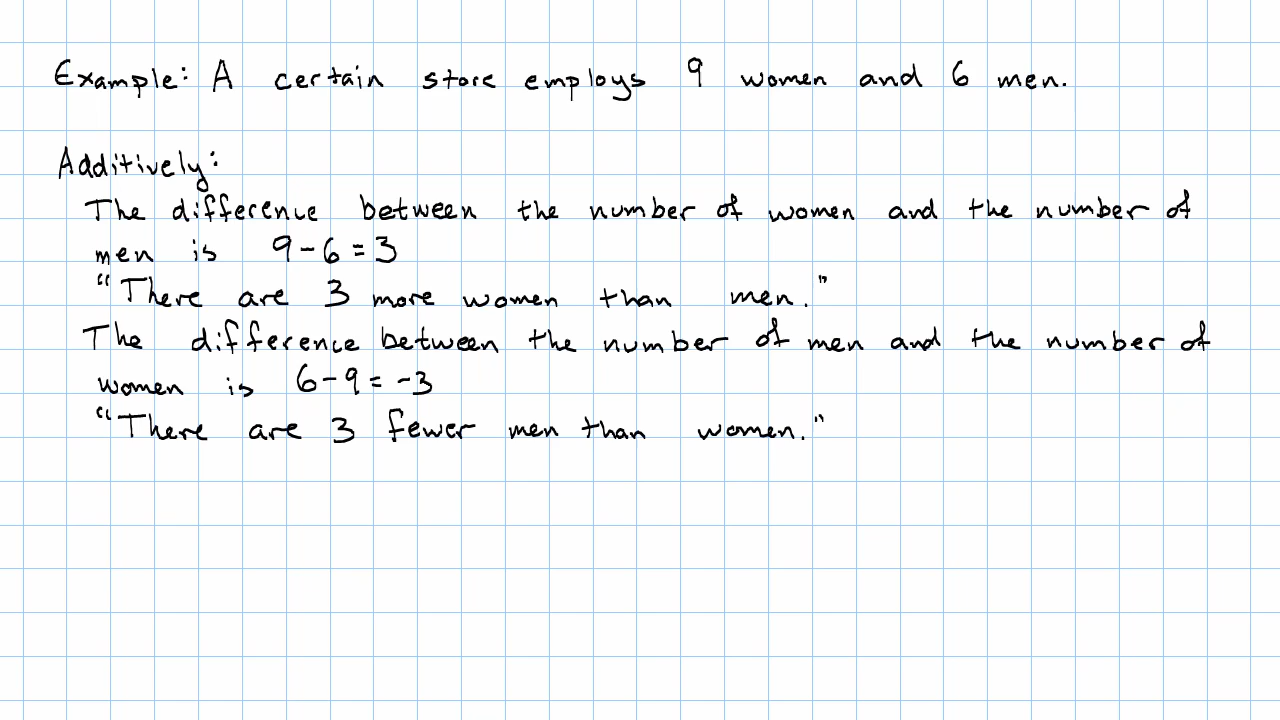 Example: A certain store employs 9 women and 6 men.
Additively:
The difference between the number of women and the number of
men is 9 - 6 = 3
"There are 3 more women than men."
The difference between the number of men and the number of
women is 6 - 9 = -3
"There are 3 fewer men than women."